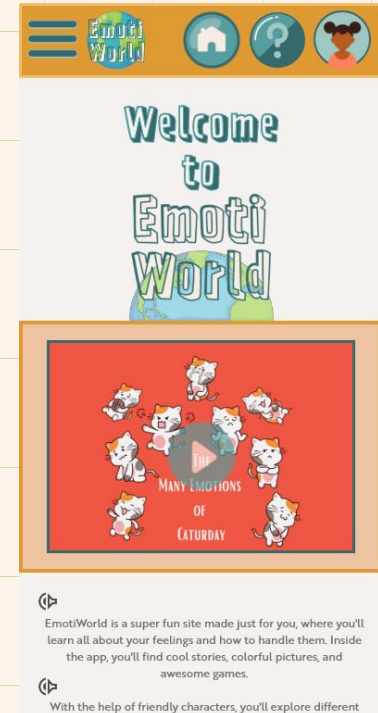 Emoti
World
?
Welcome
to
Emoti
World
The
Many Emotions
of
Caturday
EmotiWorld is a super fun site made just for you, where you'll
learn all about your feelings and how to handle them. Inside
the app, you'll find cool stories, colorful pictures, and
awesome games.
With the help of friendly characters, you'll explore different